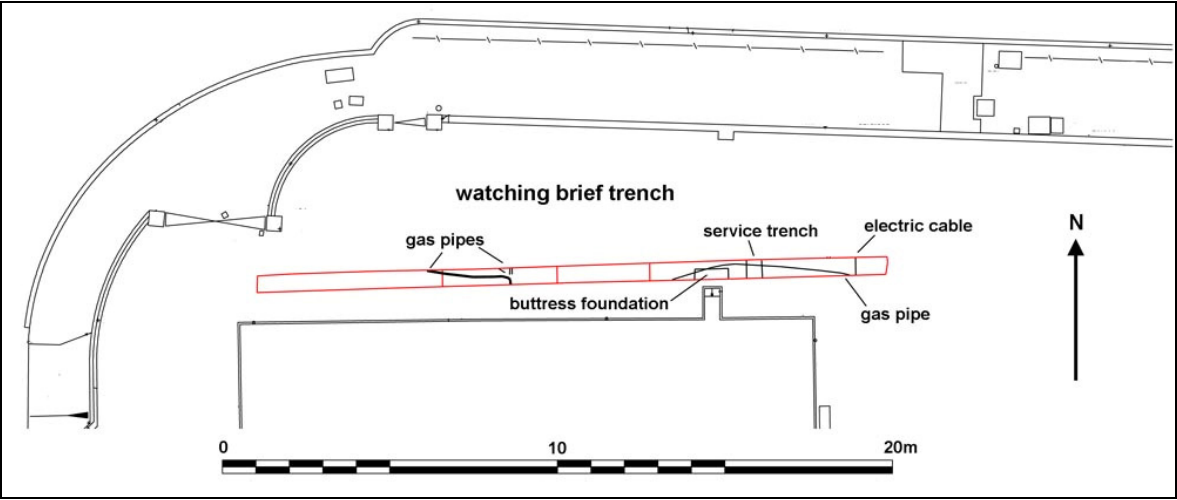 watching brief trench
N
electric cable
service trench
gas pipes
buttress foundation
gas pipe
0 10 20m